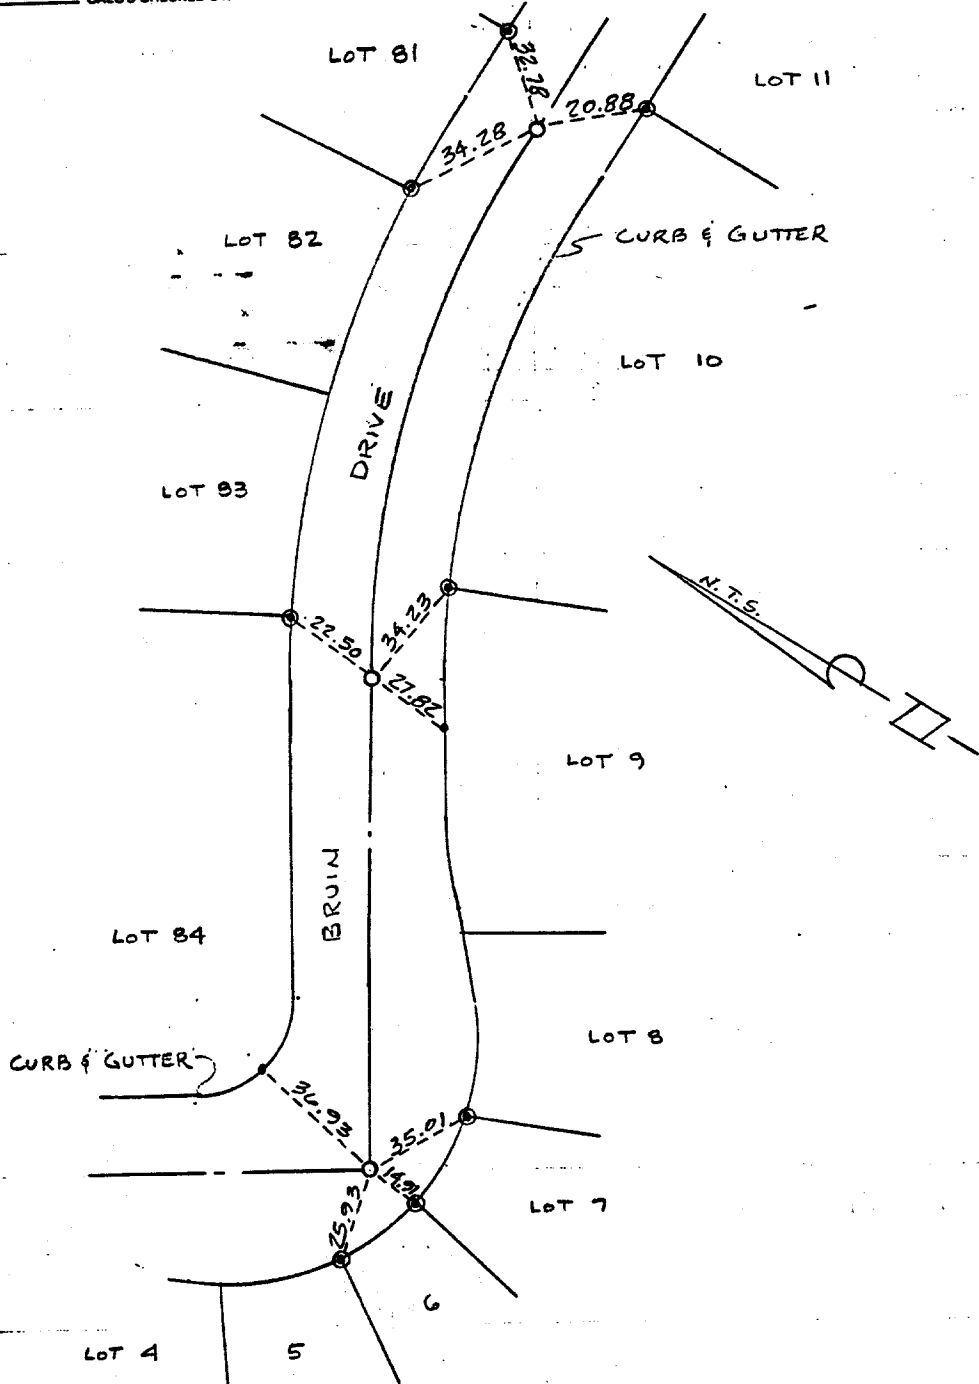 LOT 81
32.78
LOT 11
20.88
34.28
LOT 82
CURB & GUTTER
LOT 10
DRIVE
LOT 83
N.T.S.
34.23
22.50
27.82
LOT 9
BRUIN
LOT 84
LOT 8
CURB & GUTTER
36.93
35.01
14.91
25.93
LOT 7
6
LOT 4
5